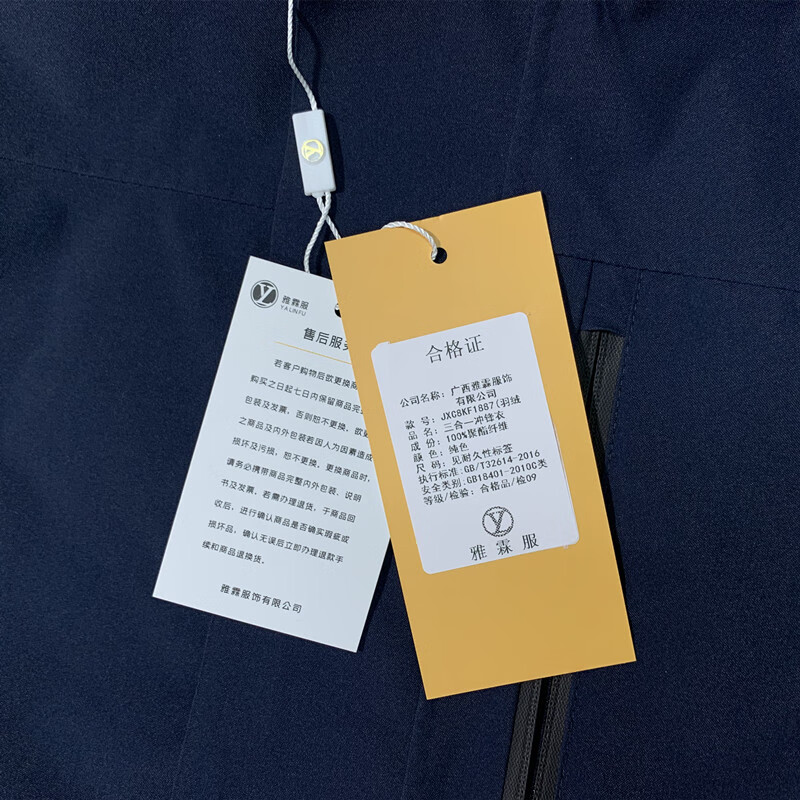 雅霖服
YALINFU
售后服
若客户购物后欲更换商
购买之日起七日内保留商品完
包装及发票，否则恕不更换，欲更
之商品及内外包装若因人为因素造成
损坏及污损，恕不更换，更换商品时，
请务必携带商品完整内外包装、说明
书及发票，若需办理退货，于商品回
收后，进行确认商品是否确实瑕疵或
损坏品，确认无误后立即办理退款手
续和商品退换货。
雅霖服饰有限公司
合格证
公司名称：广西雅霖服饰
有限公司
款 号：JXG8KF1887(羽绒
品 名：三合一冲锋衣
成 份：100%聚酯纤维
颜 色：纯色
尺 码：见耐久性标签
执行标准：GB/T32614-2016
安全类别：GB18401-2010C类
等级/检验：合格品/检09
雅霖服